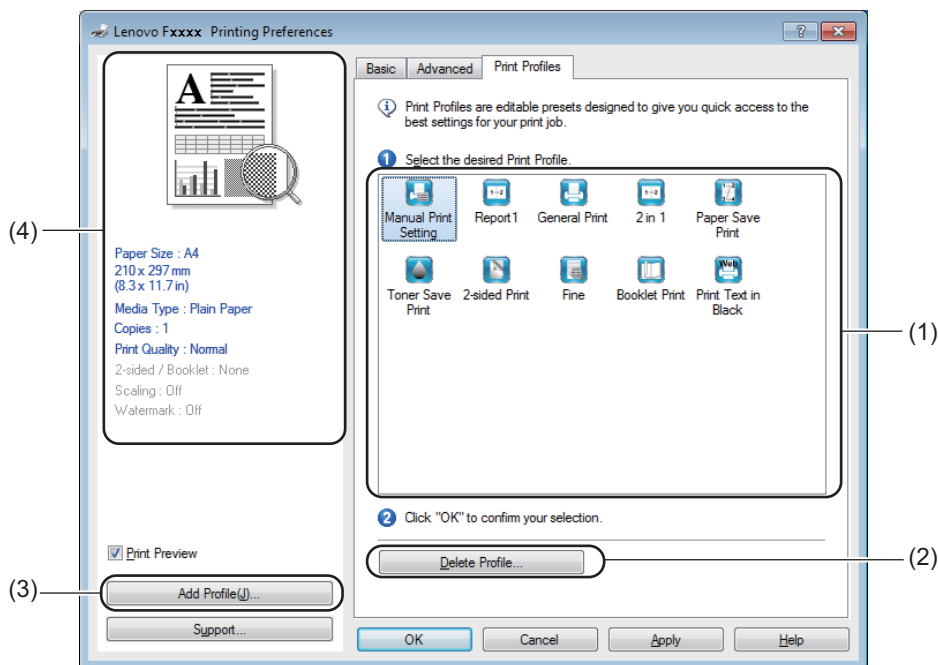 Lenovo Fxxxx Printing Preferences
Basic Advanced Print Profiles
Print Profiles are editable presets designed to give you quick access to the
best settings for your print job.
1 Select the desired Print Profile.
Manual Print Setting
Report1
General Print
2 in 1
Paper Save Print
Toner Save Print
2-sided Print
Fine
Booklet Print
Web
Print Text in Black
(1)
2 Click "OK" to confirm your selection.
Delete Profile...
(2)
(4)
A
Paper Size : A4
210 x 297 mm
(8.3 x 11.7 in)
Media Type : Plain Paper
Copies : 1
Print Quality : Normal
2-sided / Booklet : None
Scaling : Off
Watermark : Off
Print Preview
(3)
Add Profile(J)...
Support...
OK Cancel Apply Help